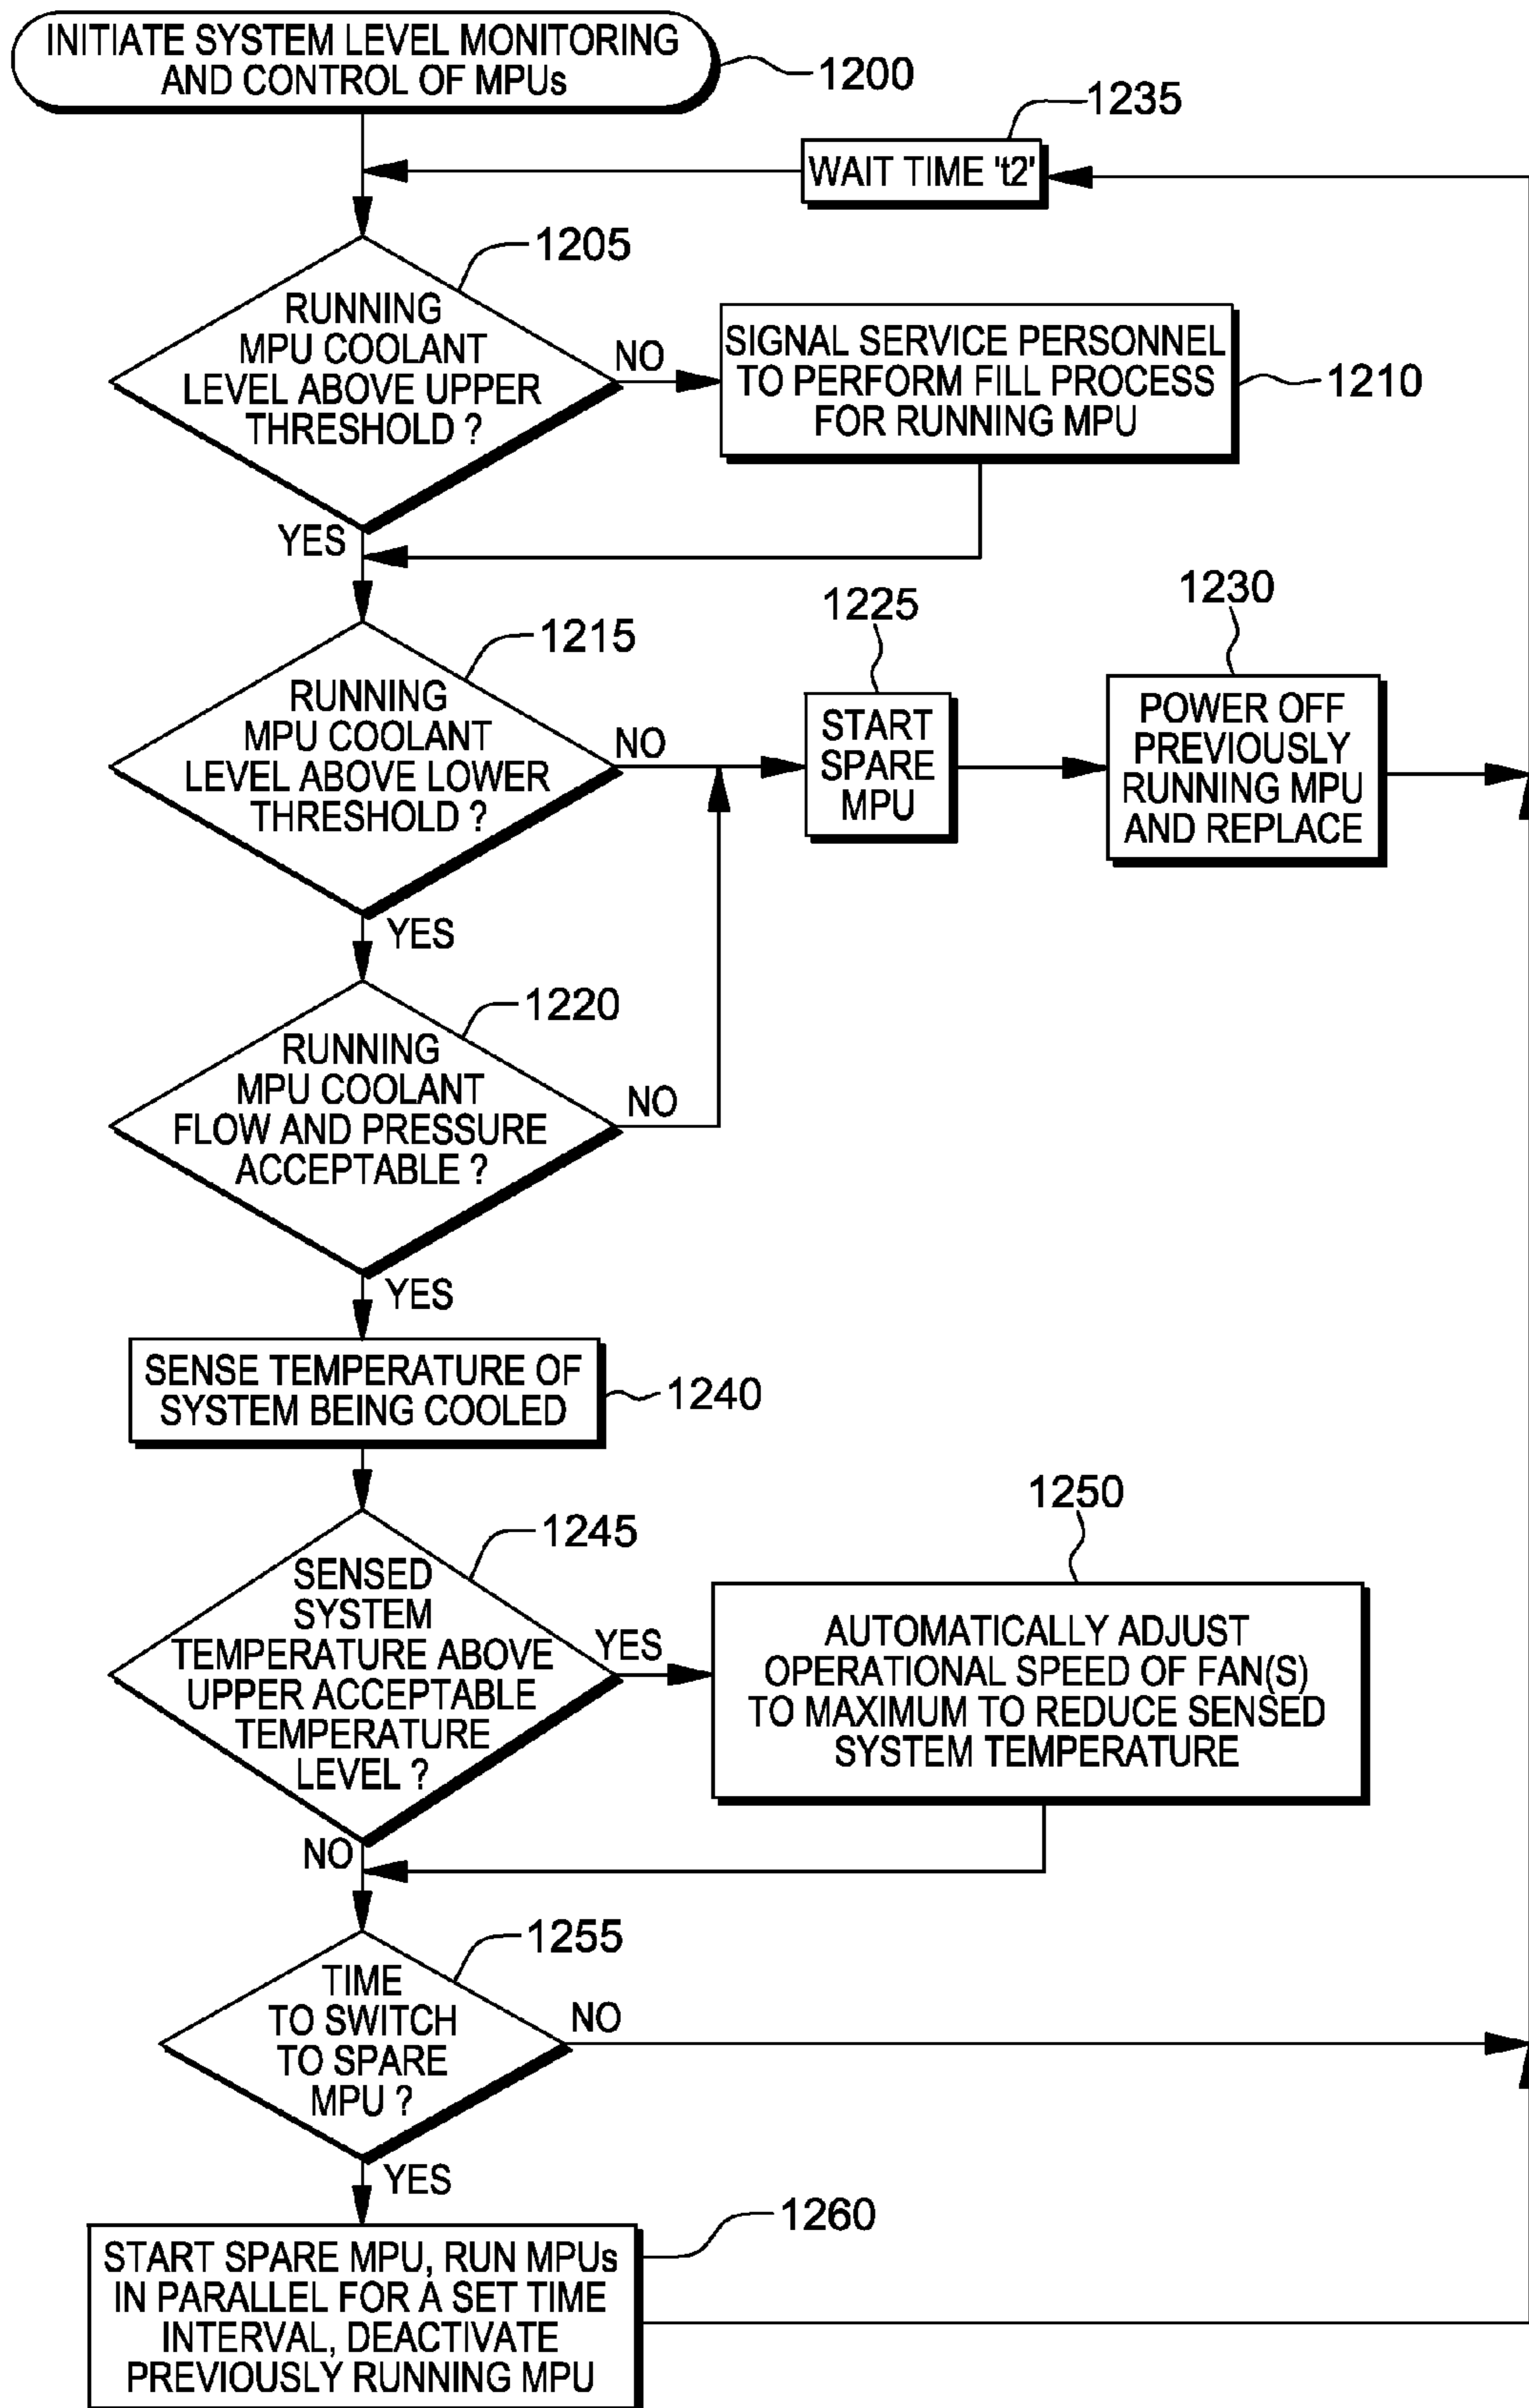 INITIATE SYSTEM LEVEL MONITORING
AND CONTROL OF MPUs
1200
1235
WAIT TIME 't2'
1205
RUNNING
MPU COOLANT
LEVEL ABOVE UPPER
THRESHOLD ?
NO
SIGNAL SERVICE PERSONNEL
TO PERFORM FILL PROCESS
FOR RUNNING MPU
1210
YES
1215
RUNNING
MPU COOLANT
LEVEL ABOVE LOWER
THRESHOLD ?
NO
1225
START
SPARE
MPU
1230
POWER OFF
PREVIOUSLY
RUNNING MPU
AND REPLACE
YES
1220
RUNNING
MPU COOLANT
FLOW AND PRESSURE
ACCEPTABLE ?
NO
YES
SENSE TEMPERATURE OF
SYSTEM BEING COOLED
1240
1245
SENSED
SYSTEM
TEMPERATURE ABOVE
UPPER ACCEPTABLE
TEMPERATURE
LEVEL ?
YES
1250
AUTOMATICALLY ADJUST
OPERATIONAL SPEED OF FAN(S)
TO MAXIMUM TO REDUCE SENSED
SYSTEM TEMPERATURE
NO
1255
TIME
TO SWITCH
TO SPARE
MPU ?
NO
YES
1260
START SPARE MPU, RUN MPUs
IN PARALLEL FOR A SET TIME
INTERVAL, DEACTIVATE
PREVIOUSLY RUNNING MPU